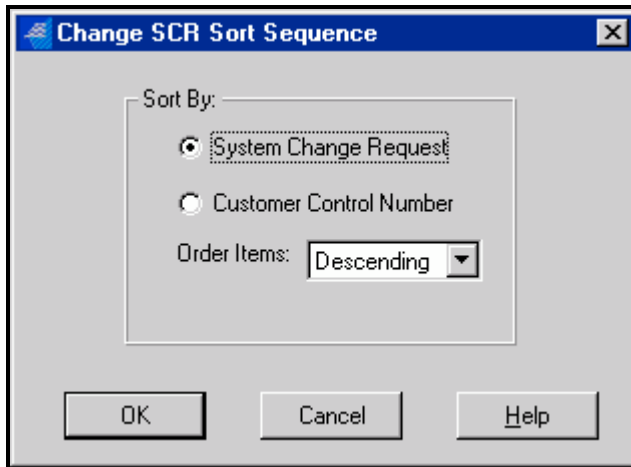 Change SCR Sort Sequence
Sort By:
System Change Request
Customer Control Number
Order Items: Descending
OK Cancel Help